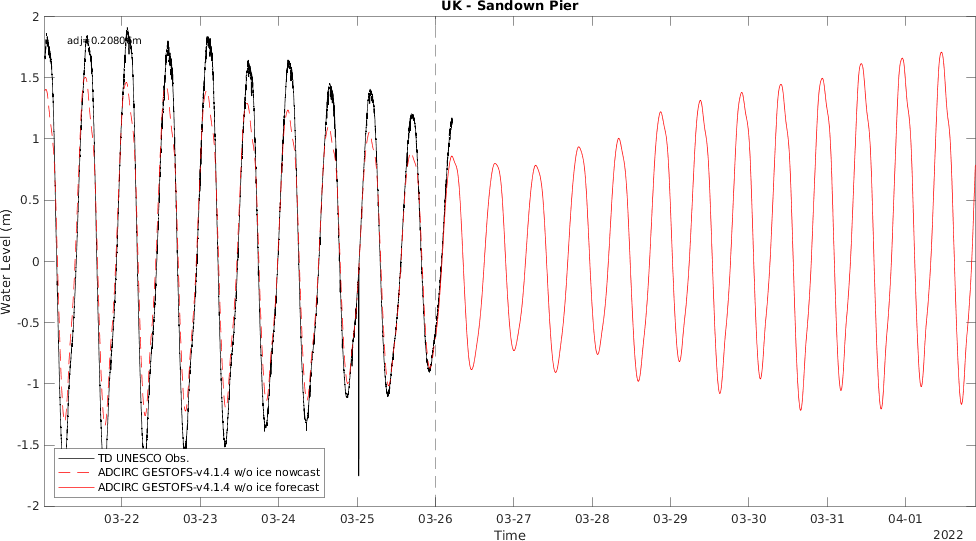 UK - Sandown Pier
adj=0.2080 m
Water Level (m)
2
1.5
1
0.5
0
-0.5
-1
-1.5
-2
TD UNESCO Obs.
ADCIRC GESTOFS-v4.1.4 w/o ice nowcast
ADCIRC GESTOFS-v4.1.4 w/o ice forecast
03-22 03-23 03-24 03-25 03-26 03-27 03-28 03-29 03-30 03-31 04-01
Time
2022